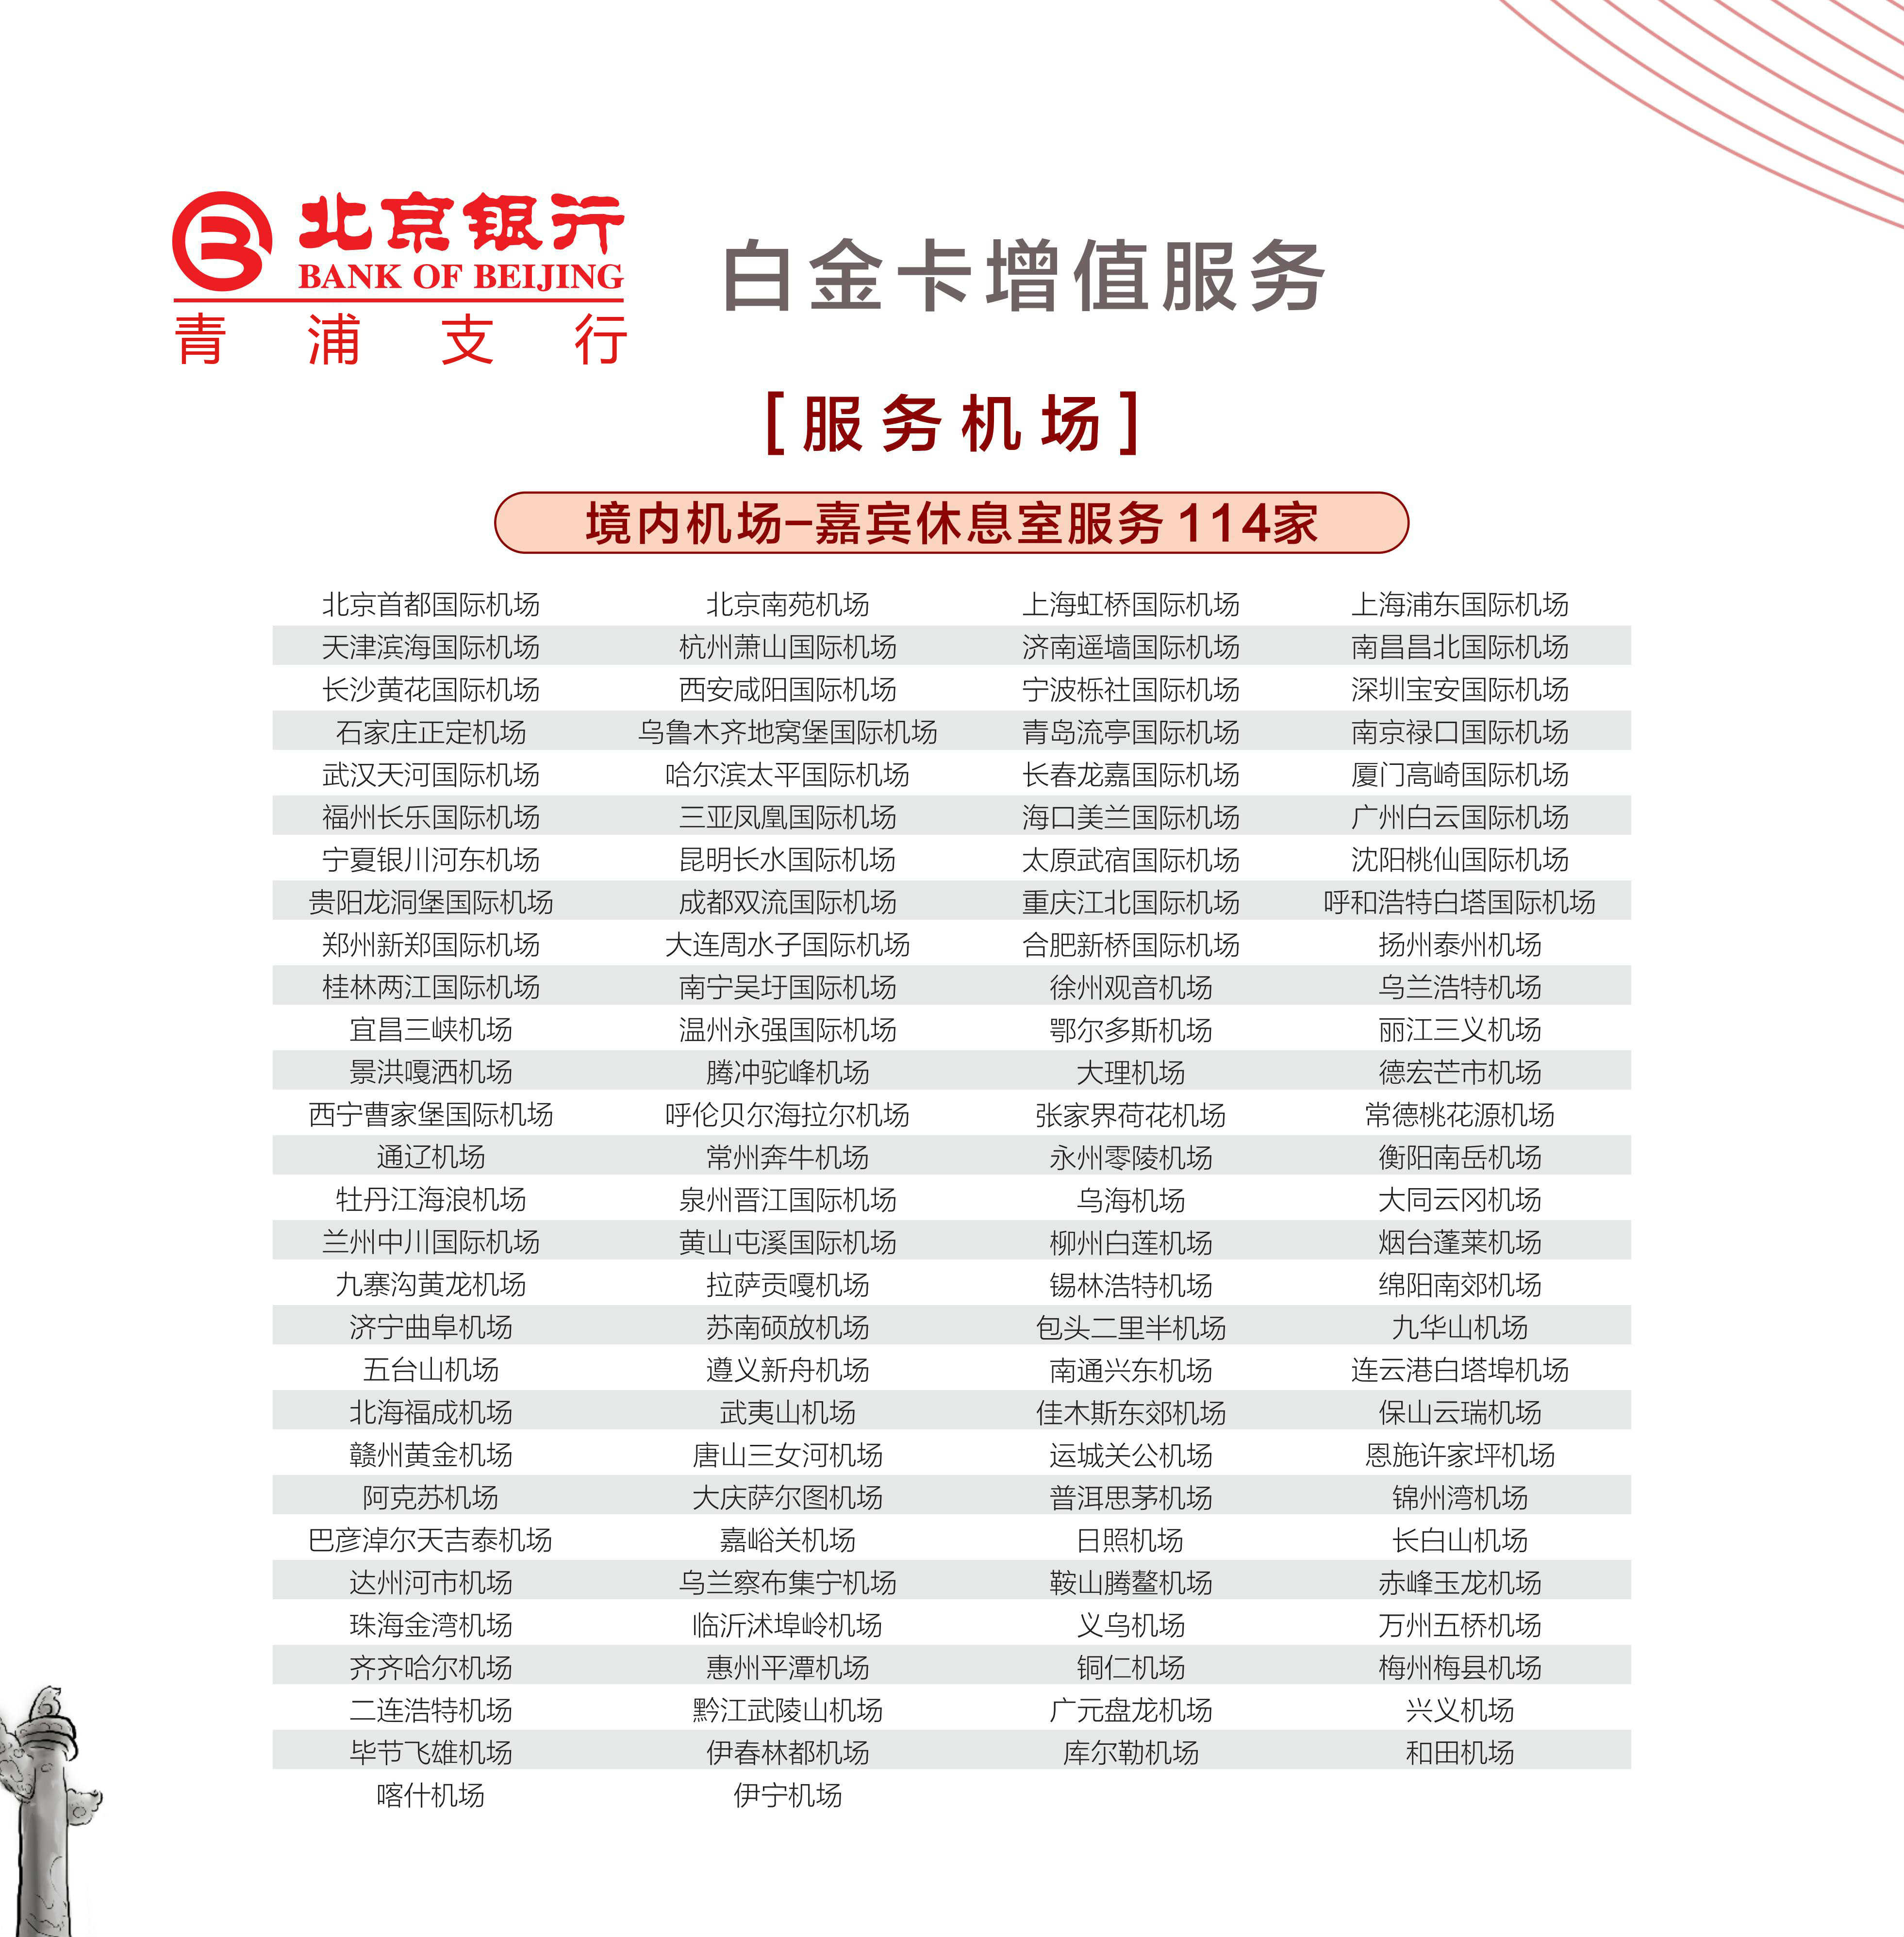 北京银行
BANK OF BEIJING
青浦支行
白金卡增值服务
[服务机场]
境内机场–嘉宾休息室服务 114家
北京首都国际机场 北京南苑机场 上海虹桥国际机场 上海浦东国际机场
天津滨海国际机场 杭州萧山国际机场 济南遥墙国际机场 南昌昌北国际机场
长沙黄花国际机场 西安咸阳国际机场 宁波栎社国际机场 深圳宝安国际机场
石家庄正定机场 乌鲁木齐地窝堡国际机场 青岛流亭国际机场 南京禄口国际机场
武汉天河国际机场 哈尔滨太平国际机场 长春龙嘉国际机场 厦门高崎国际机场
福州长乐国际机场 三亚凤凰国际机场 海口美兰国际机场 广州白云国际机场
宁夏银川河东机场 昆明长水国际机场 太原武宿国际机场 沈阳桃仙国际机场
贵阳龙洞堡国际机场 成都双流国际机场 重庆江北国际机场 呼和浩特白塔国际机场
郑州新郑国际机场 大连周水子国际机场 合肥新桥国际机场 扬州泰州机场
桂林两江国际机场 南宁吴圩国际机场 徐州观音机场 乌兰浩特机场
宜昌三峡机场 温州永强国际机场 鄂尔多斯机场 丽江三义机场
景洪嘎洒机场 腾冲驼峰机场 大理机场 德宏芒市机场
西宁曹家堡国际机场 呼伦贝尔海拉尔机场 张家界荷花机场 常德桃花源机场
通辽机场 常州奔牛机场 永州零陵机场 衡阳南岳机场
牡丹江海浪机场 泉州晋江国际机场 乌海机场 大同云冈机场
兰州中川国际机场 黄山屯溪国际机场 柳州白莲机场 烟台蓬莱机场
九寨沟黄龙机场 拉萨贡嘎机场 锡林浩特机场 绵阳南郊机场
济宁曲阜机场 苏南硕放机场 包头二里半机场 九华山机场
五台山机场 遵义新舟机场 南通兴东机场 连云港白塔埠机场
北海福成机场 武夷山机场 佳木斯东郊机场 保山云瑞机场
赣州黄金机场 唐山三女河机场 运城关公机场 恩施许家坪机场
阿克苏机场 大庆萨尔图机场 普洱思茅机场 锦州湾机场
巴彦淖尔天吉泰机场 嘉峪关机场 日照机场 长白山机场
达州河市机场 乌兰察布集宁机场 鞍山腾鳌机场 赤峰玉龙机场
珠海金湾机场 临沂沭埠岭机场 义乌机场 万州五桥机场
齐齐哈尔机场 惠州平潭机场 铜仁机场 梅州梅县机场
二连浩特机场 黔江武陵山机场 广元盘龙机场 兴义机场
毕节飞雄机场 伊春林都机场 库尔勒机场 和田机场
喀什机场 伊宁机场